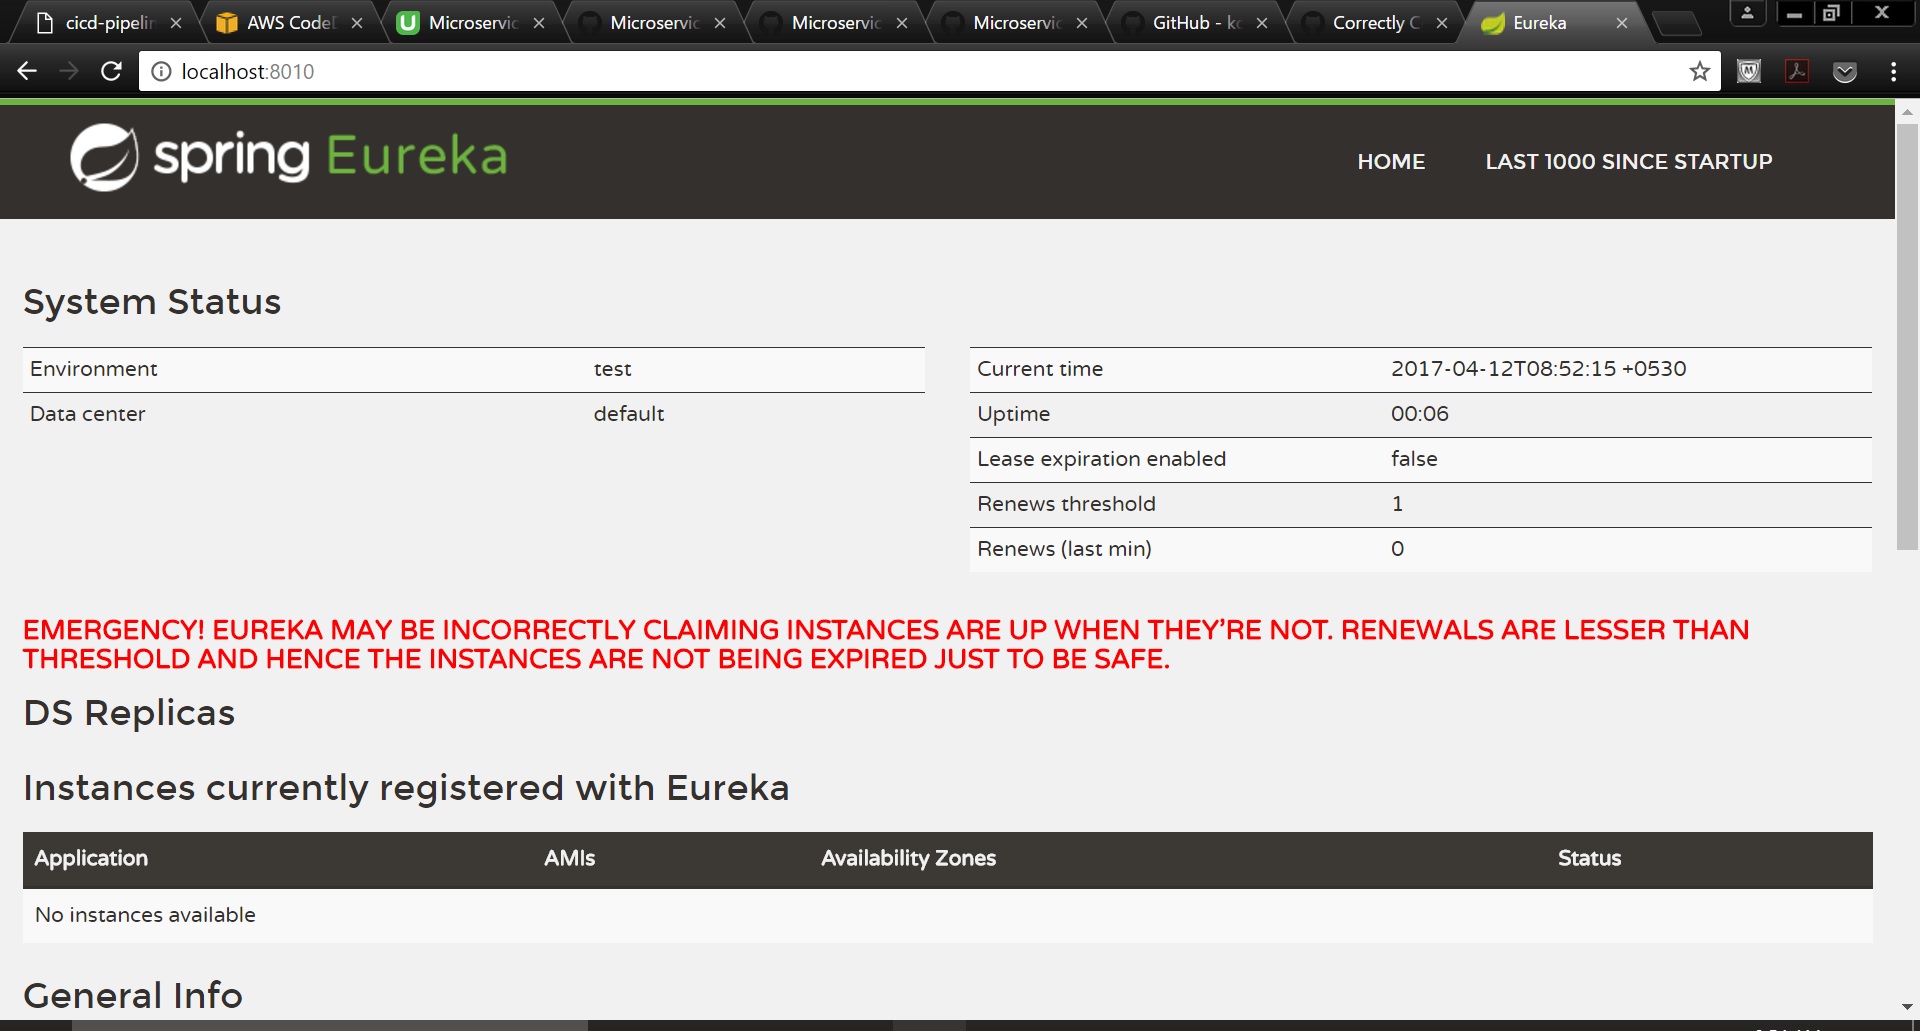 cicd-pipelin AWS CodeD Microservic Microservic Microservic Microservic GitHub - kc Correctly C Eureka
localhost:8010
spring Eureka HOME LAST 1000 SINCE STARTUP
System Status
Environment test
Data center default
Current time 2017-04-12T08:52:15 +0530
Uptime 00:06
Lease expiration enabled false
Renews threshold 1
Renews (last min) 0
EMERGENCY! EUREKA MAY BE INCORRECTLY CLAIMING INSTANCES ARE UP WHEN THEY’RE NOT. RENEWALS ARE LESSER THAN
THRESHOLD AND HENCE THE INSTANCES ARE NOT BEING EXPIRED JUST TO BE SAFE.
DS Replicas
Instances currently registered with Eureka
Application AMIs Availability Zones Status
No instances available
General Info